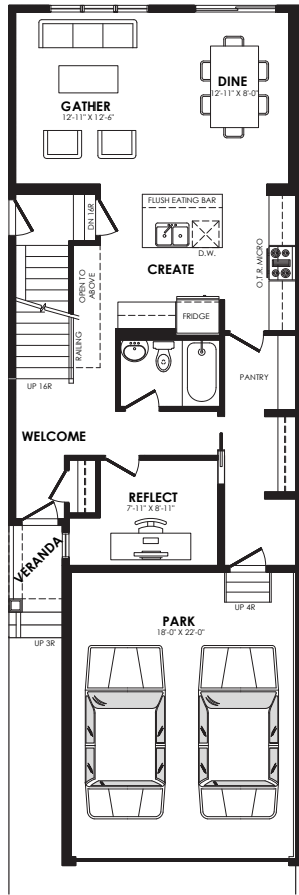 GATHER
12'-11" X 12'-6"
DINE
12'-11" X 8'-0"
FLUSH EATING BAR
D.W.
DN 16R
OPEN TO
ABOVE
RAILING
CREATE
O.T.R. MICRO
FRIDGE
PANTRY
UP 16R
WELCOME
REFLECT
7'-11" X 8'-11"
VERANDA
UP 4R
UP 3R
PARK
18'-0" X 22'-0"